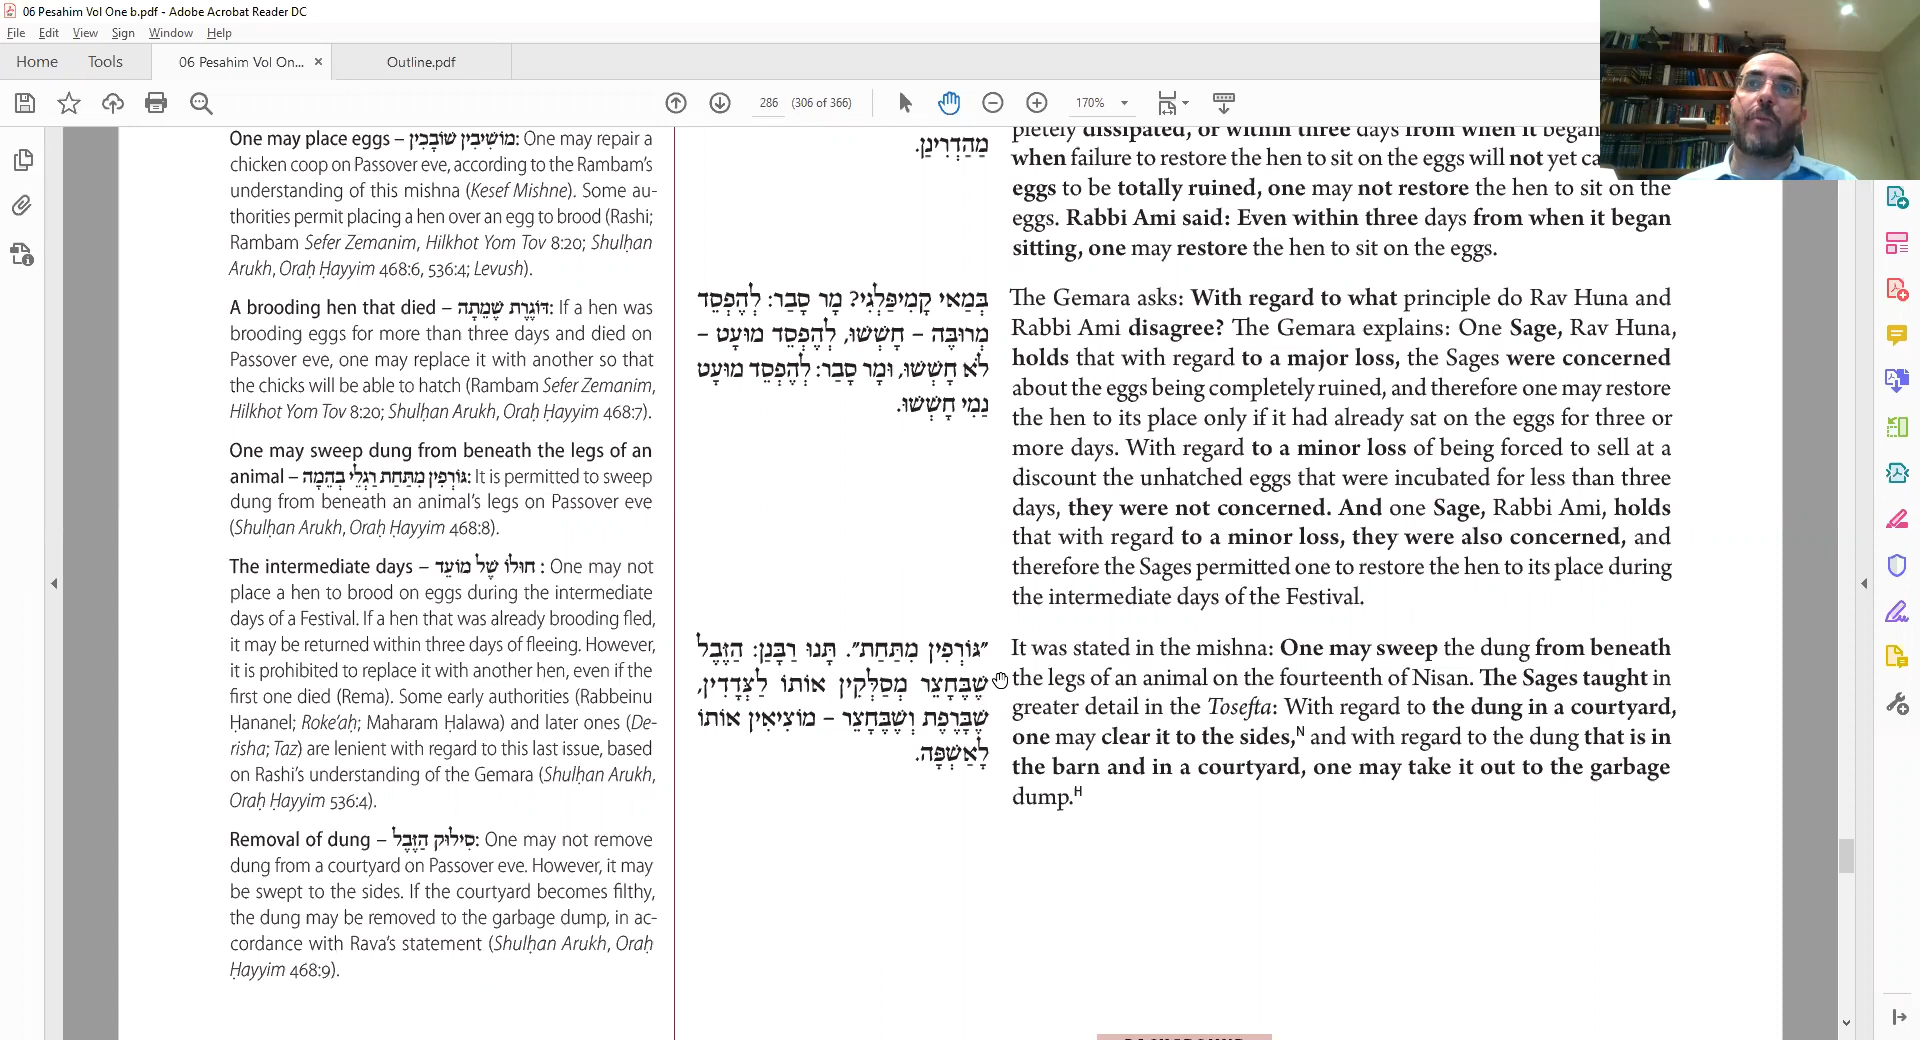 06 Pesahim Vol One b.pdf - Adobe Acrobat Reader DC
File Edit View Sign Window Help
Home Tools 06 Pesahim Vol On... × Outline.pdf
286 (306 of 366) 170%
One may place eggs – מוֹשִׁיבִין שׁוֹבָכִין: One may repair a
chicken coop on Passover eve, according to the Rambam's
understanding of this mishna (Kesef Mishne). Some au-
thorities permit placing a hen over an egg to brood (Rashi;
Rambam Sefer Zemanim, Hilkhot Yom Tov 8:20; Shulḥan
Arukh, Oraḥ Ḥayyim 468:6, 536:4; Levush).
A brooding hen that died – דּוֹגֶרֶת שֶׁמֵּתָה: If a hen was
brooding eggs for more than three days and died on
Passover eve, one may replace it with another so that
the chicks will be able to hatch (Rambam Sefer Zemanim,
Hilkhot Yom Tov 8:20; Shulḥan Arukh, Oraḥ Ḥayyim 468:7).
One may sweep dung from beneath the legs of an
animal – גּוֹרְפִין מִתַּחַת רַגְלֵי בְהֵמָה: It is permitted to sweep
dung from beneath an animal's legs on Passover eve
(Shulḥan Arukh, Oraḥ Ḥayyim 468:8).
The intermediate days – חוּלּוֹ שֶׁל מוֹעֵד : One may not
place a hen to brood on eggs during the intermediate
days of a Festival. If a hen that was already brooding fled,
it may be returned within three days of fleeing. However,
it is prohibited to replace it with another hen, even if the
first one died (Rema). Some early authorities (Rabbeinu
Ḥananel; Roke'aḥ; Maharam Ḥalawa) and later ones (De-
risha; Taz) are lenient with regard to this last issue, based
on Rashi's understanding of the Gemara (Shulḥan Arukh,
Oraḥ Ḥayyim 536:4).
Removal of dung – סִילּוּק הַזֶּבֶל: One may not remove
dung from a courtyard on Passover eve. However, it may
be swept to the sides. If the courtyard becomes filthy,
the dung may be removed to the garbage dump, in ac-
cordance with Rava's statement (Shulḥan Arukh, Oraḥ
Ḥayyim 468:9).
מַהַדְרִינַן.
בְּמַאי קָמִיפַּלְגִי? מָר סָבַר: לְהֶפְסֵד
מְרוּבֶּה – חָשְׁשׁוּ, לְהֶפְסֵד מוּעָט –
לֹא חָשְׁשׁוּ, וּמָר סָבַר: לְהֶפְסֵד מוּעָט
נַמִי חָשְׁשׁוּ.
״גּוֹרְפִין מִתַּחַת״. תָּנוּ רַבָּנַן: הַזֶּבֶל
שֶׁבֶּחָצֵר מְסַלְּקִין אוֹתוֹ לַצְּדָדִין,
שֶׁבָּרֶפֶת וְשֶׁבֶּחָצֵר – מוֹצִיאִין אוֹתוֹ
לָאַשְׁפָּה.
pletely dissipated, or within three days from when it began
when failure to restore the hen to sit on the eggs will not yet
eggs to be totally ruined, one may not restore the hen to sit on the
eggs. Rabbi Ami said: Even within three days from when it began
sitting, one may restore the hen to sit on the eggs.
The Gemara asks: With regard to what principle do Rav Huna and
Rabbi Ami disagree? The Gemara explains: One Sage, Rav Huna,
holds that with regard to a major loss, the Sages were concerned
about the eggs being completely ruined, and therefore one may restore
the hen to its place only if it had already sat on the eggs for three or
more days. With regard to a minor loss of being forced to sell at a
discount the unhatched eggs that were incubated for less than three
days, they were not concerned. And one Sage, Rabbi Ami, holds
that with regard to a minor loss, they were also concerned, and
therefore the Sages permitted one to restore the hen to its place during
the intermediate days of the Festival.
It was stated in the mishna: One may sweep the dung from beneath
the legs of an animal on the fourteenth of Nisan. The Sages taught in
greater detail in the Tosefta: With regard to the dung in a courtyard,
one may clear it to the sides,N and with regard to the dung that is in
the barn and in a courtyard, one may take it out to the garbage
dump.H